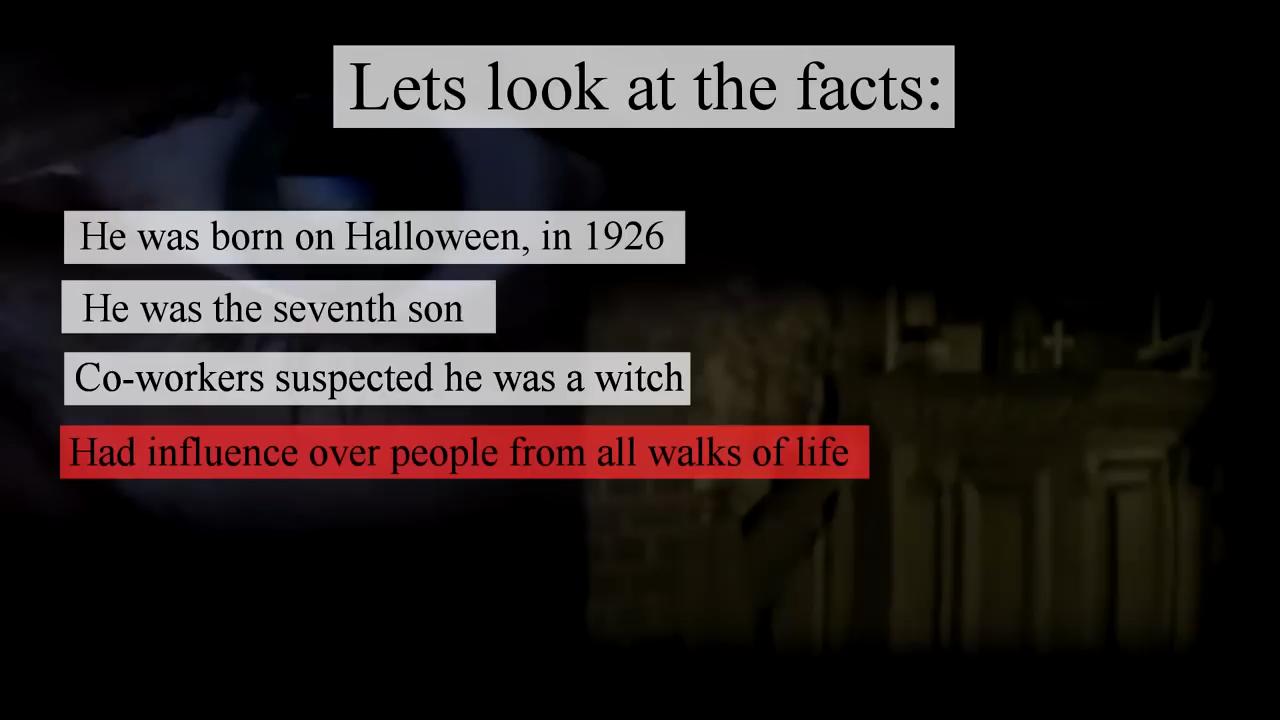 Lets look at the facts:
He was born on Halloween, in 1926
He was the seventh son
Co-workers suspected he was a witch
Had influence over people from all walks of life